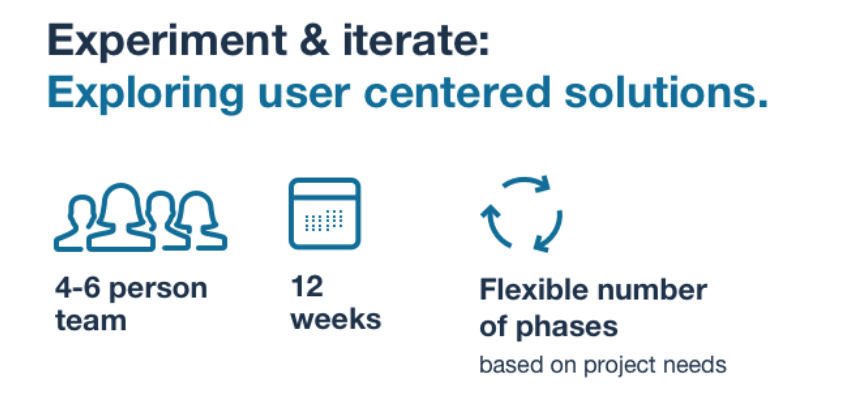 Experiment & iterate:
Exploring user centered solutions.
4-6 person
team
12
weeks
Flexible number
of phases
based on project needs